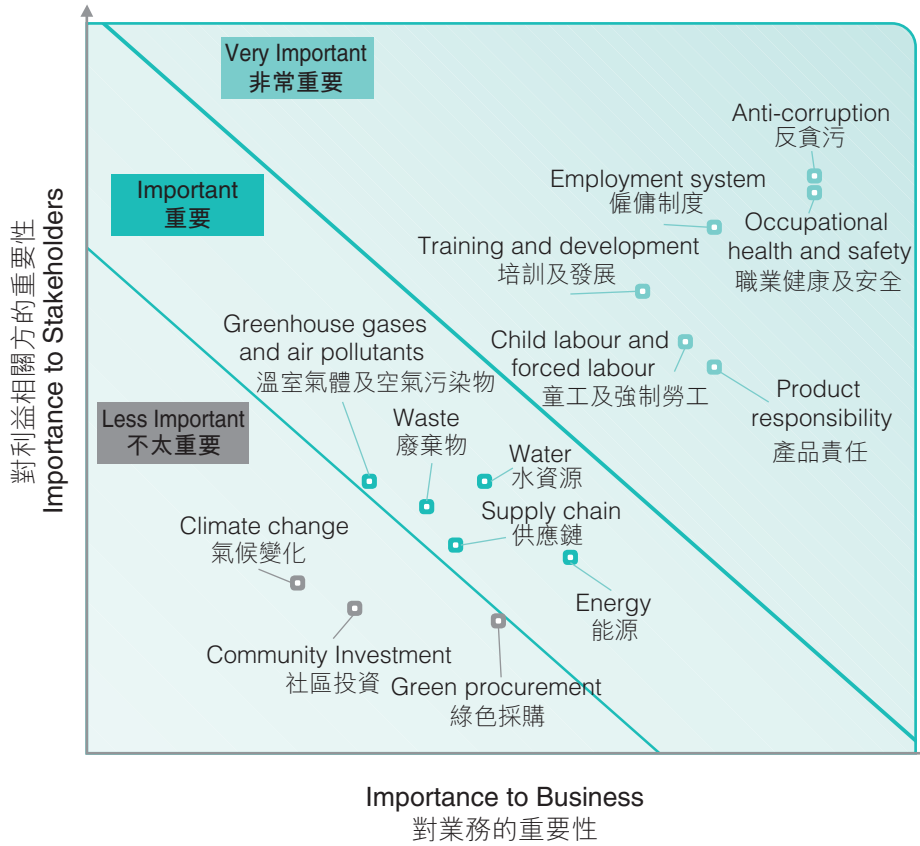 Very Important
非常重要
Important
重要
Less Important
不太重要
Anti-corruption
反貪污
Employment system
僱傭制度
Occupational
health and safety
職業健康及安全
Training and development
培訓及發展
Child labour and
forced labour
童工及強制勞工
Product
responsibility
產品責任
Greenhouse gases
and air pollutants
溫室氣體及空氣污染物
Waste
廢棄物
Water
水資源
Supply chain
供應鏈
Climate change
氣候變化
Energy
能源
Community Investment
社區投資
Green procurement
綠色採購
對利益相關方的重要性
Importance to Stakeholders
Importance to Business
對業務的重要性